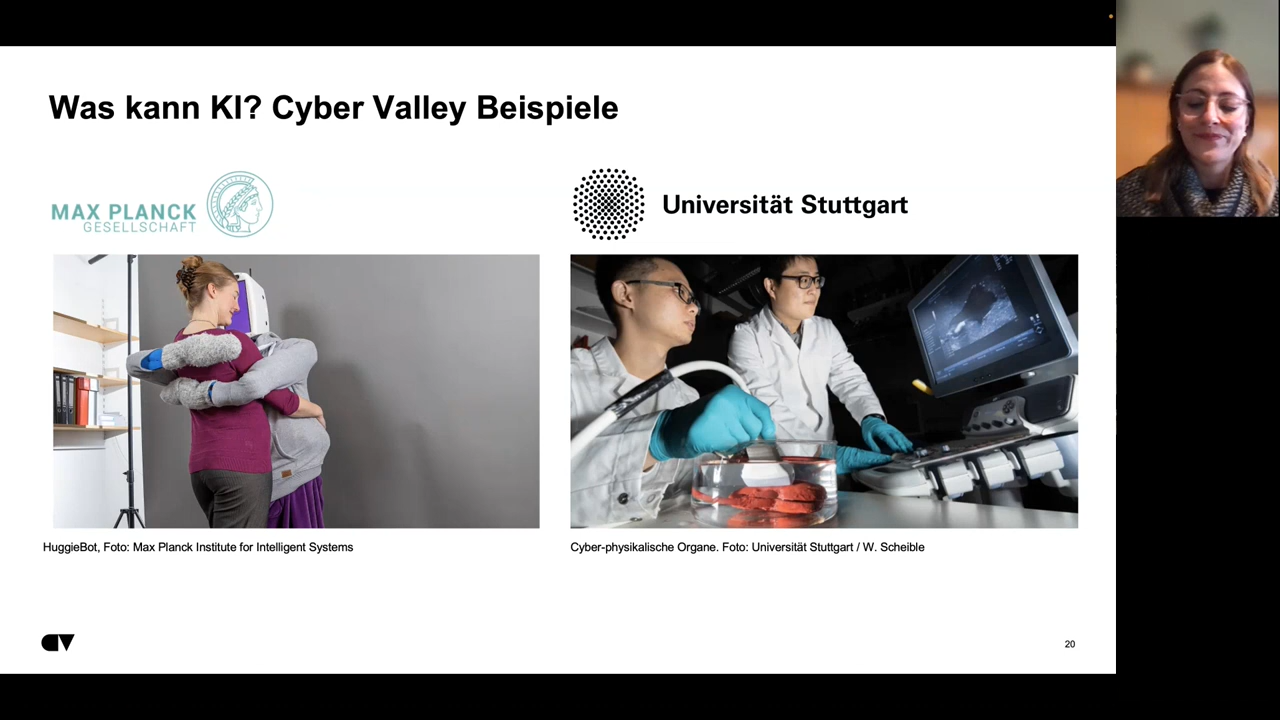 Was kann KI? Cyber Valley Beispiele
MAX PLANCK
GESELLSCHAFT
Universität Stuttgart
HuggieBot, Foto: Max Planck Institute for Intelligent Systems
Cyber-physikalische Organe. Foto: Universität Stuttgart / W. Scheible
20